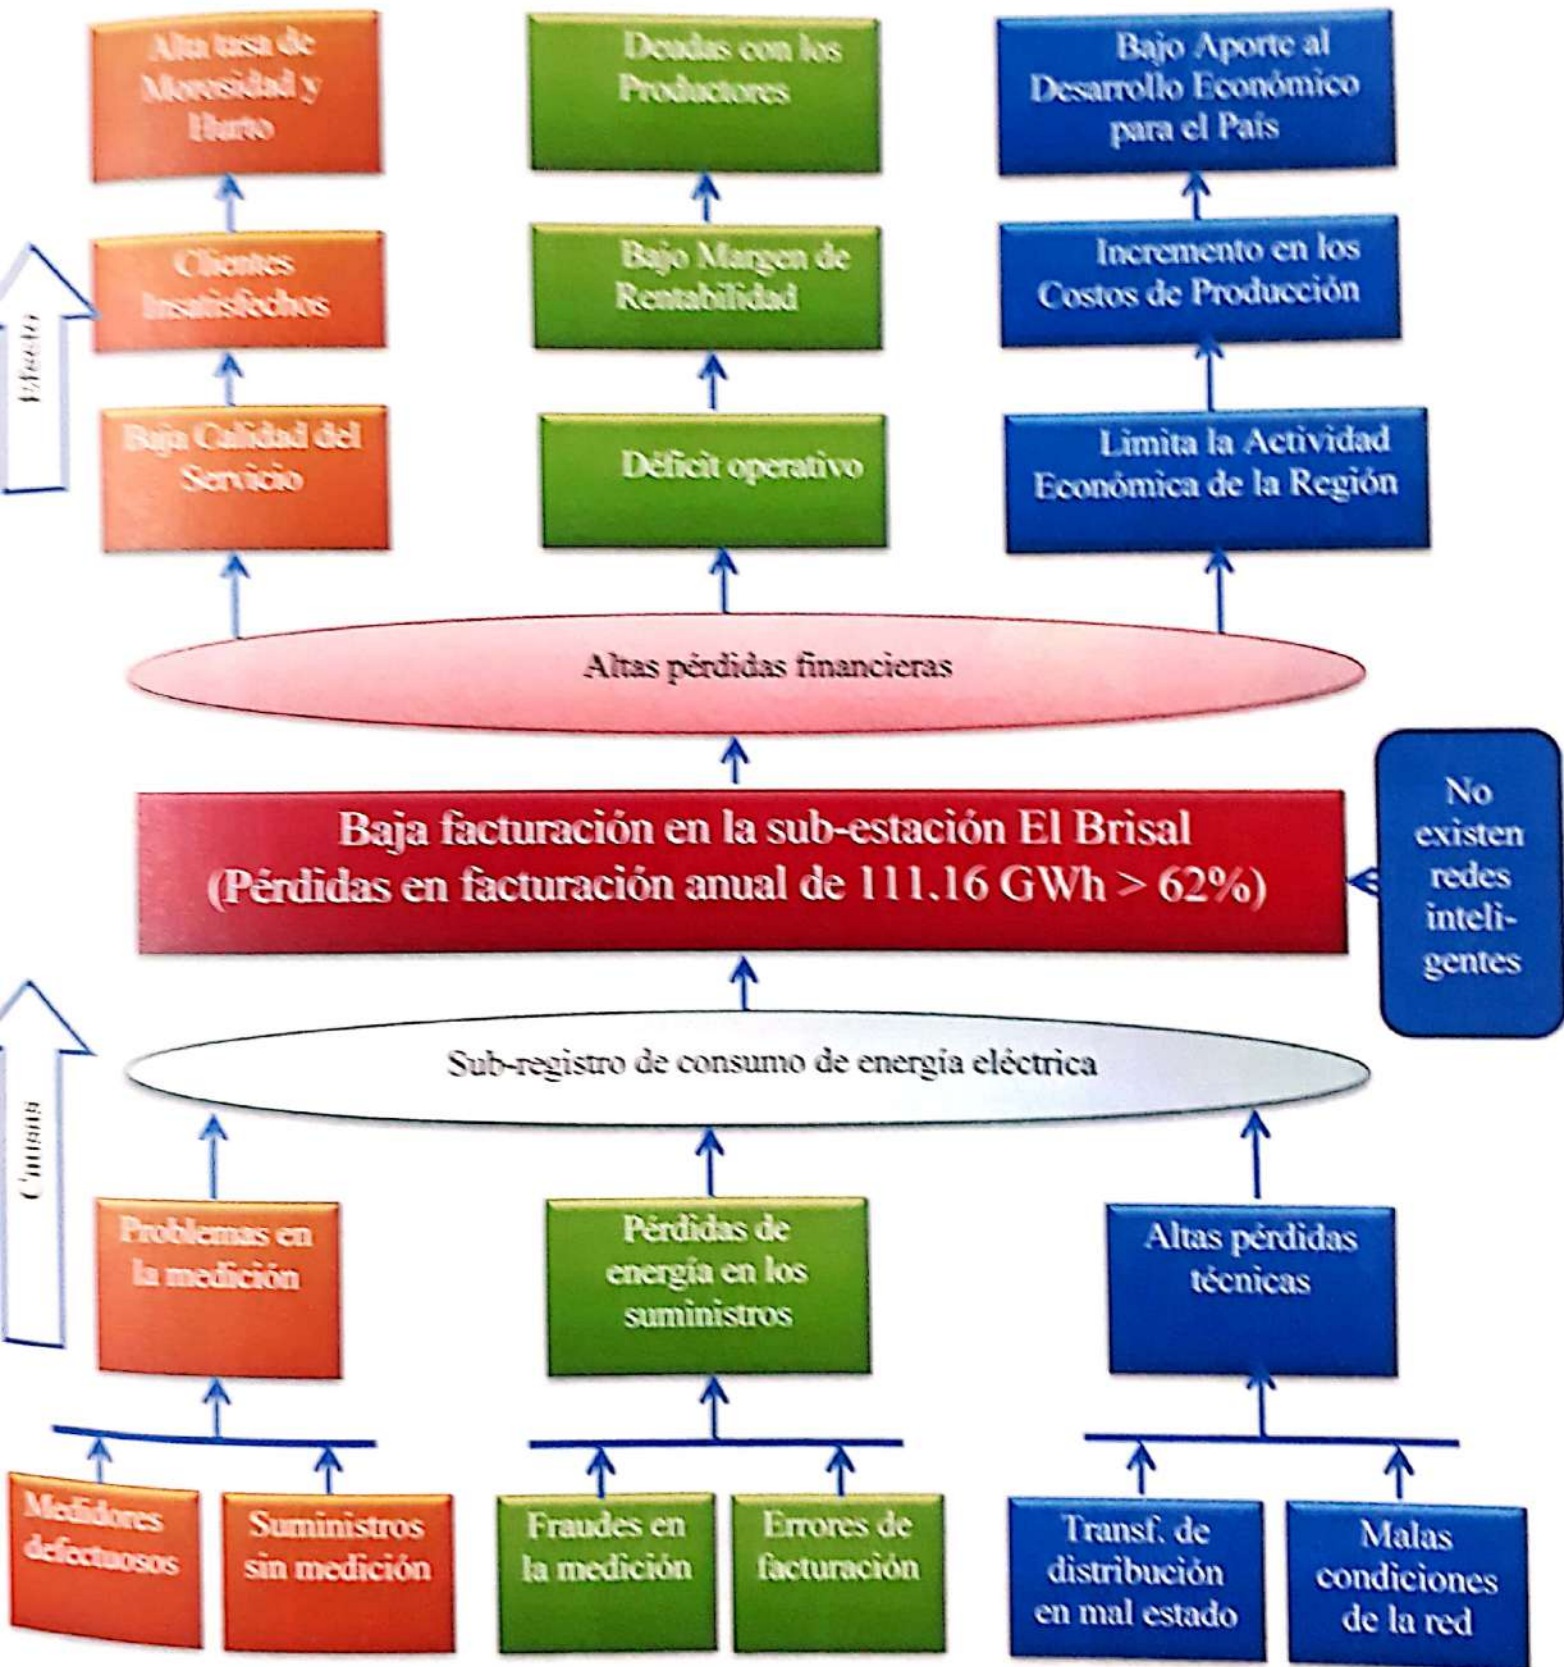 Alta tasa de
Morosidad y
Hurto
Deudas con los
Productores
Bajo Aporte al
Desarrollo Económico
para el País
Clientes
Insatisfechos
Bajo Margen de
Rentabilidad
Incremento en los
Costos de Producción
Efecto
Baja Calidad del
Servicio
Déficit operativo
Limita la Actividad
Económica de la Región
Altas pérdidas financieras
Baja facturación en la sub-estación El Brisal
(Pérdidas en facturación anual de 111.16 GWh > 62%)
No
existen
redes
inteli-
gentes
Sub-registro de consumo de energía eléctrica
Causas
Problemas en
la medición
Pérdidas de
energía en los
suministros
Altas pérdidas
técnicas
Medidores
defectuosos
Suministros
sin medición
Fraudes en
la medición
Errores de
facturación
Transf. de
distribución
en mal estado
Malas
condiciones
de la red